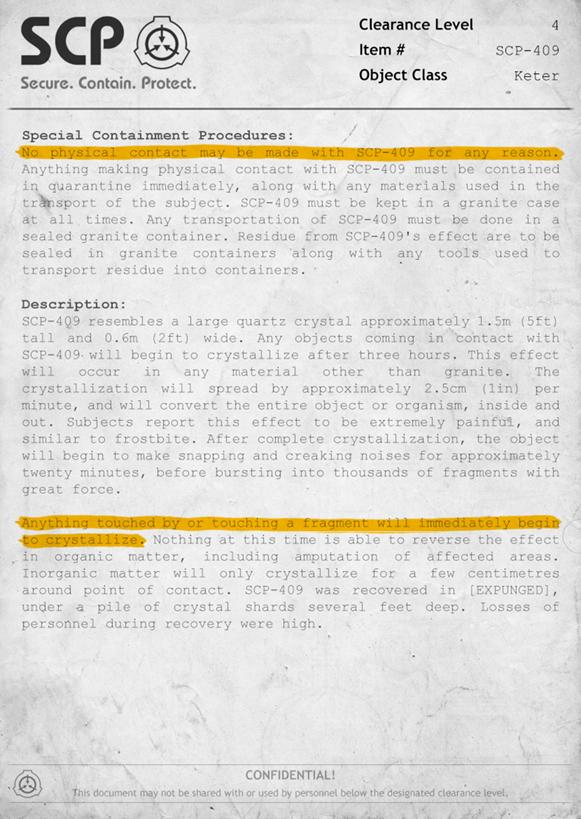 SCP
Secure. Contain. Protect.
Clearance Level 4
Item # SCP-409
Object Class Keter
Special Containment Procedures:
No physical contact may be made with SCP-409 for any reason.
Anything making physical contact with SCP-409 must be contained
in quarantine immediately, along with any materials used in the
transport of the subject. SCP-409 must be kept in a granite case
at all times. Any transportation of SCP-409 must be done in a
sealed granite container. Residue from SCP-409's effect are to be
sealed in granite containers along with any tools used to
transport residue into containers.
Description:
SCP-409 resembles a large quartz crystal approximately 1.5m (5ft)
tall and 0.6m (2ft) wide. Any objects coming in contact with
SCP-409 will begin to crystallize after three hours. This effect
will occur in any material other than granite. The
crystallization will spread by approximately 2.5cm (1in) per
minute, and will convert the entire object or organism, inside and
out. Subjects report this effect to be extremely painful, and
similar to frostbite. After complete crystallization, the object
will begin to make snapping and creaking noises for approximately
twenty minutes, before bursting into thousands of fragments with
great force.
Anything touched by or touching a fragment will immediately begin
to crystallize. Nothing at this time is able to reverse the effect
in organic matter, including amputation of affected areas.
Inorganic matter will only crystallize for a few centimetres
around point of contact. SCP-409 was recovered in [EXPUNGED],
under a pile of crystal shards several feet deep. Losses of
personnel during recovery were high.
CONFIDENTIAL!
This document may not be shared with or used by personnel below the designated clearance level.